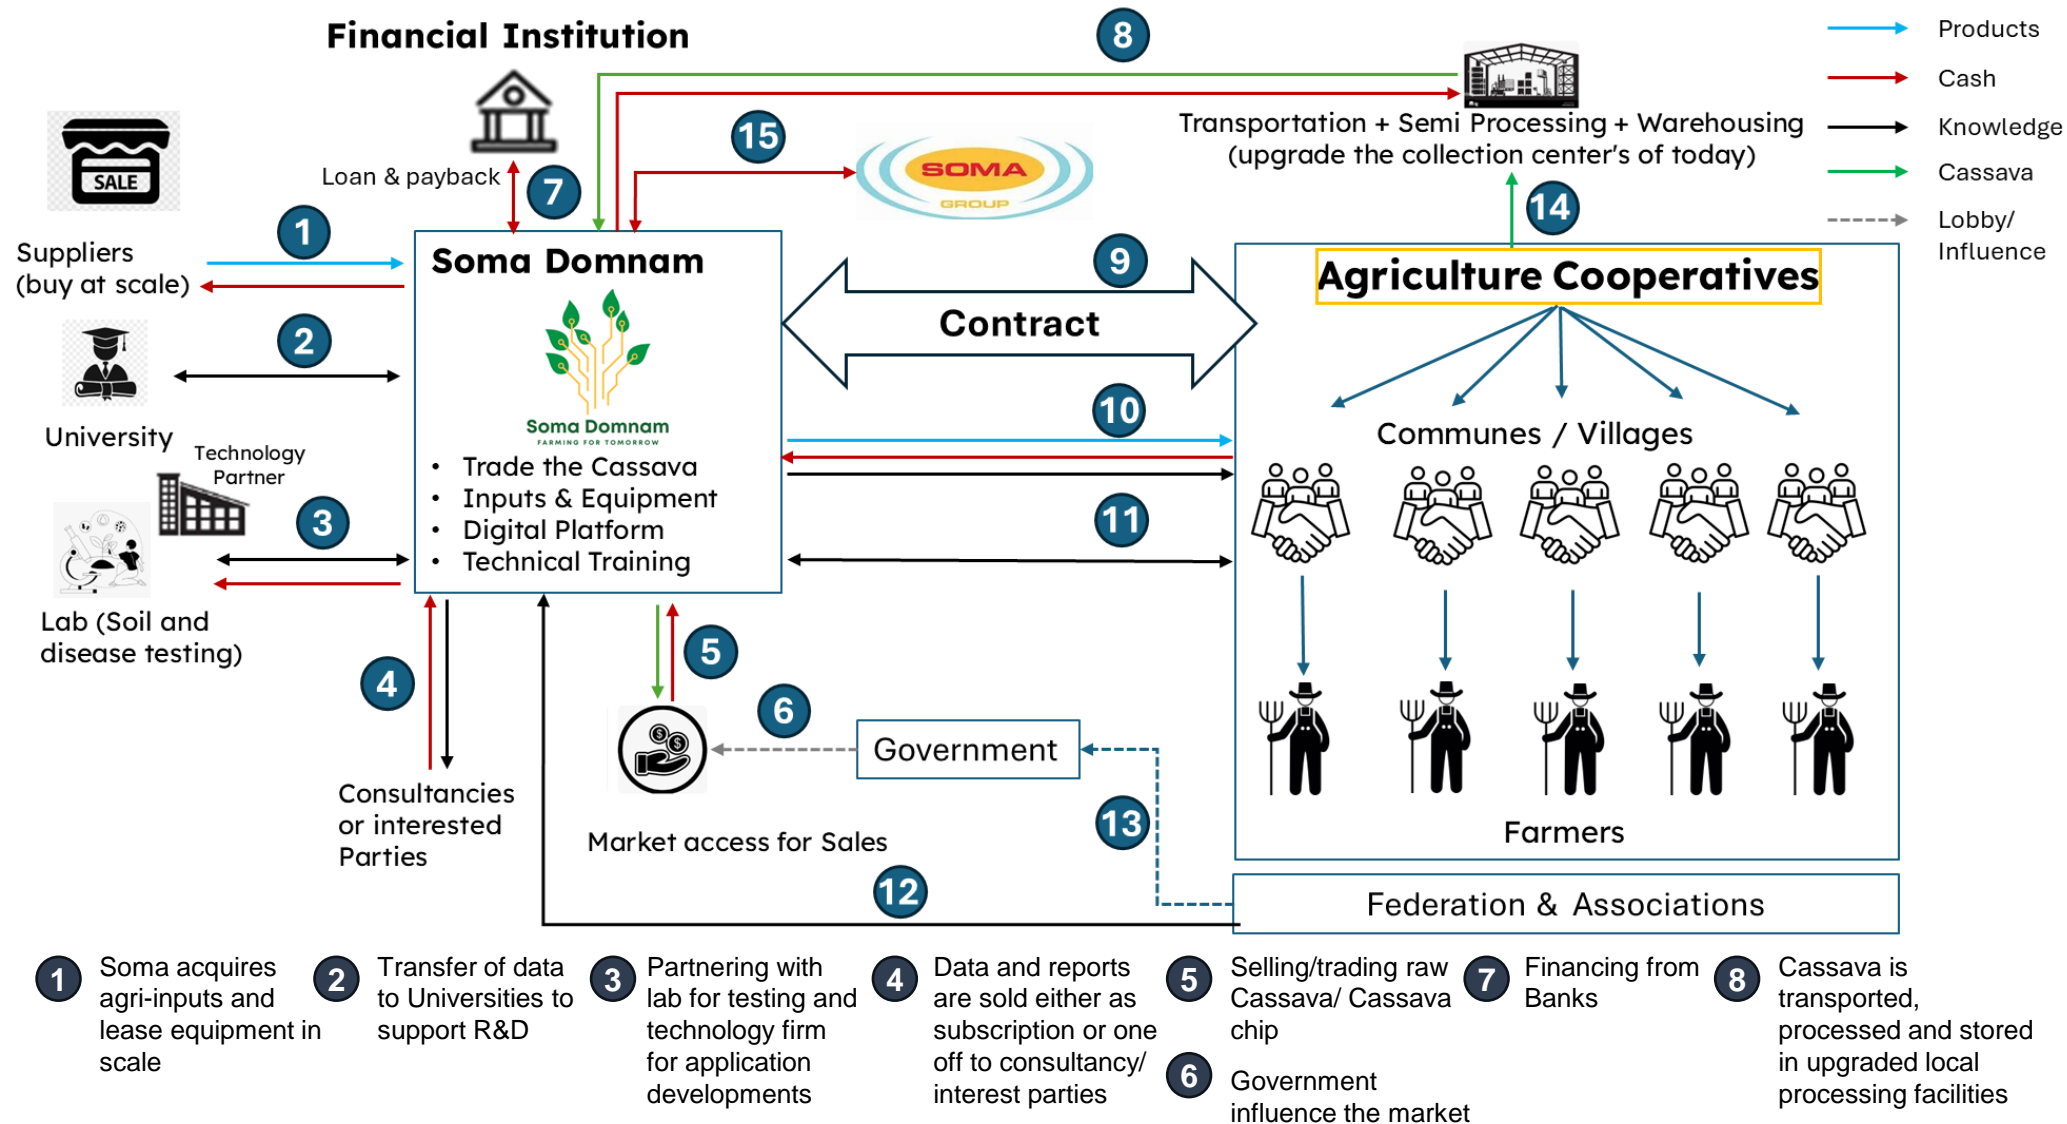 Financial Institution
8
Products
Cash
Knowledge
Cassava
Lobby/
Influence
SALE
Loan & payback
7
15
SOMA
GROUP
Transportation + Semi Processing + Warehousing
(upgrade the collection center's of today)
14
Suppliers
(buy at scale)
1
2
University
Technology
Partner
3
Lab (Soil and
disease testing)
Soma Domnam
Soma Domnam
FARMING FOR TOMORROW
• Trade the Cassava
• Inputs & Equipment
• Digital Platform
• Technical Training
9
Contract
10
11
Agriculture Cooperatives
Communes / Villages
Farmers
4
Consultancies
or interested
Parties
5
$
$
Market access for Sales
6
Government
13
12
Federation & Associations
1
Soma acquires
agri-inputs and
lease equipment in
scale
2
Transfer of data
to Universities to
support R&D
3
Partnering with
lab for testing and
technology firm
for application
developments
4
Data and reports
are sold either as
subscription or one
off to consultancy/
interest parties
5
Selling/trading raw
Cassava/ Cassava
chip
6
Government
influence the market
7
Financing from
Banks
8
Cassava is
transported,
processed and stored
in upgraded local
processing facilities